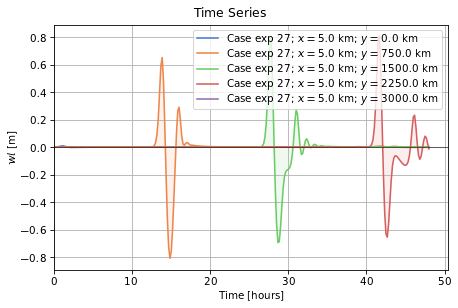 Time Series
Case exp 27; x = 5.0 km; y = 0.0 km
Case exp 27; x = 5.0 km; y = 750.0 km
Case exp 27; x = 5.0 km; y = 1500.0 km
Case exp 27; x = 5.0 km; y = 2250.0 km
Case exp 27; x = 5.0 km; y = 3000.0 km
wl [m]
0.8
0.6
0.4
0.2
0.0
−0.2
−0.4
−0.6
−0.8
0 10 20 30 40 50
Time [hours]